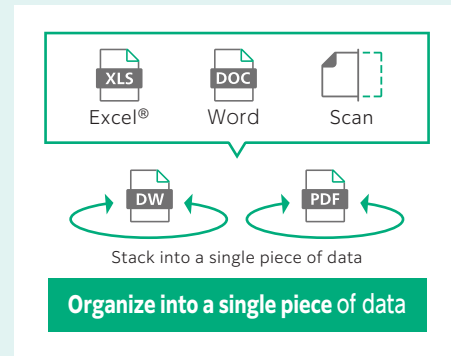 XLS DOC
Excel® Word Scan
DW PDF
Stack into a single piece of data
Organize into a single piece of data